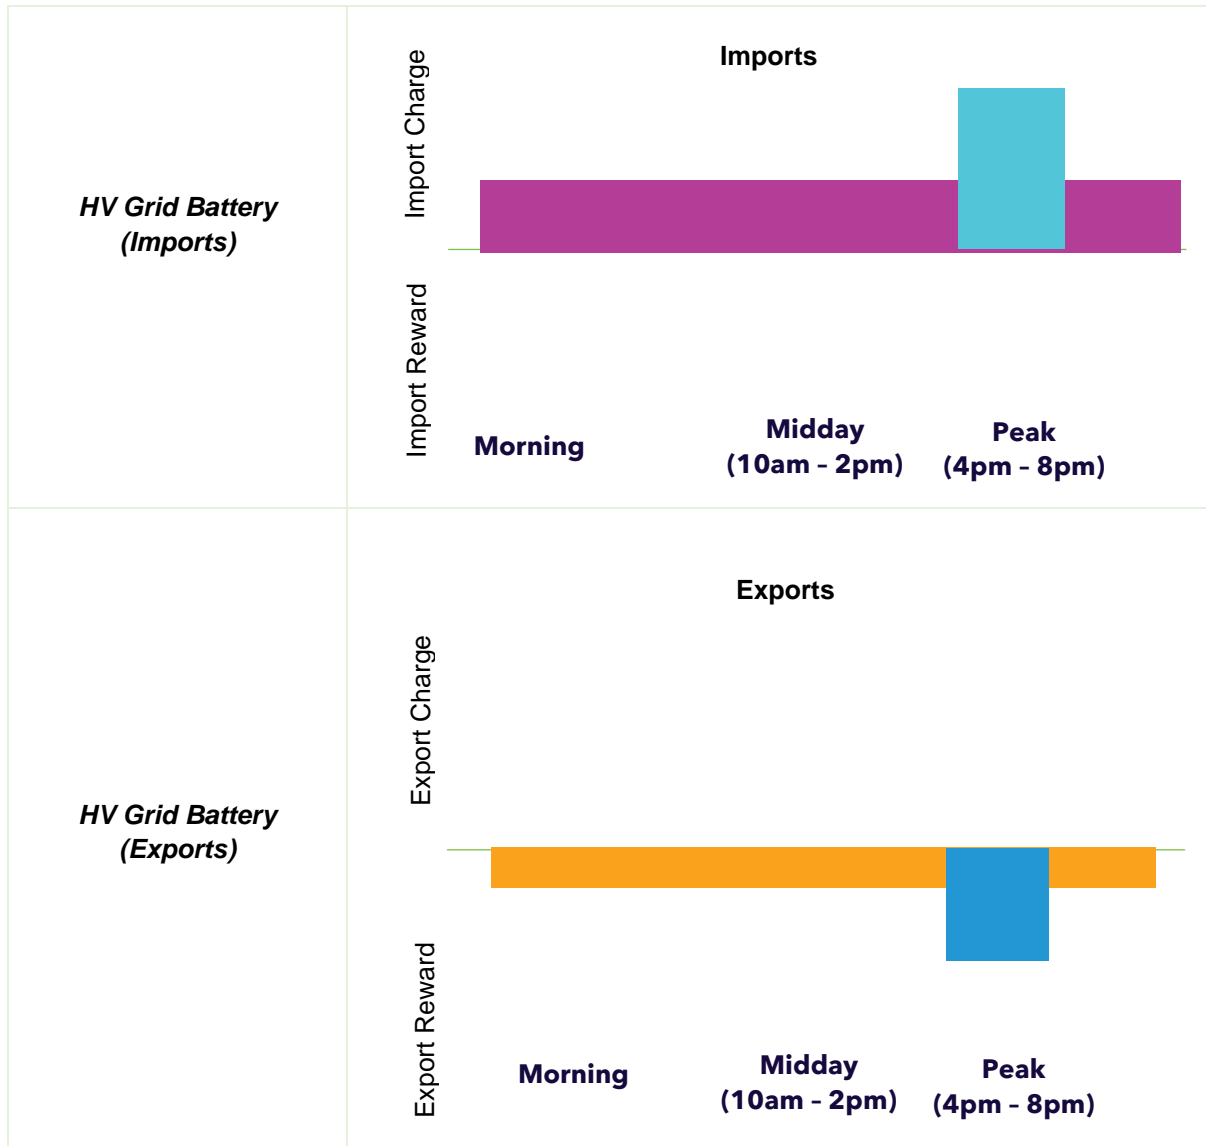 HV Grid Battery
(Imports)
Imports
Import Charge
Import Reward
Morning
Midday
(10am – 2pm)
Peak
(4pm – 8pm)
HV Grid Battery
(Exports)
Exports
Export Charge
Export Reward
Morning
Midday
(10am – 2pm)
Peak
(4pm – 8pm)